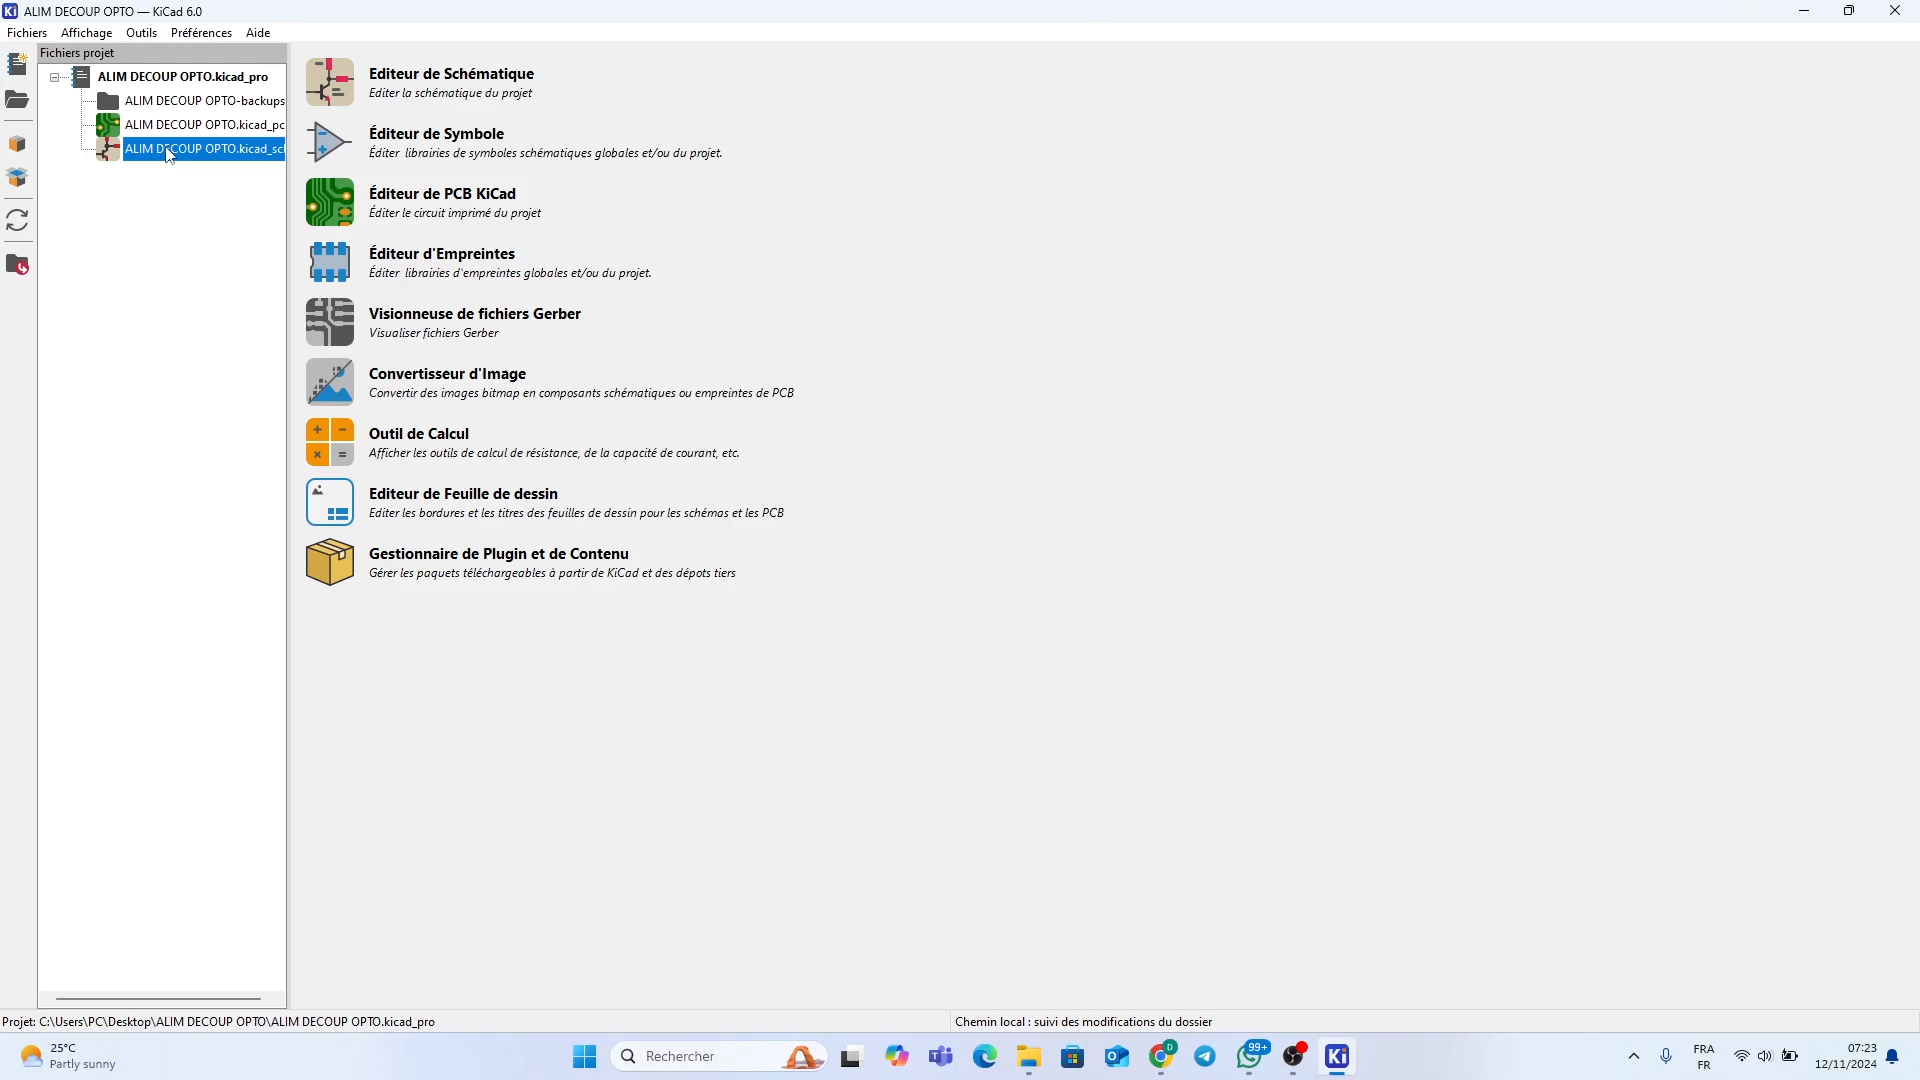 ALIM DECOUP OPTO — KiCad 6.0
Fichiers Affichage Outils Préférences Aide
Fichiers projet
ALIM DECOUP OPTO.kicad_pro
ALIM DECOUP OPTO-backups
ALIM DECOUP OPTO.kicad_pc
ALIM DECOUP OPTO.kicad_scl
Editeur de Schématique
Editer la schématique du projet
Éditeur de Symbole
Éditer librairies de symboles schématiques globales et/ou du projet.
Éditeur de PCB KiCad
Éditer le circuit imprimé du projet
Éditeur d'Empreintes
Éditer librairies d'empreintes globales et/ou du projet.
Visionneuse de fichiers Gerber
Visualiser fichiers Gerber
Convertisseur d'Image
Convertir des images bitmap en composants schématiques ou empreintes de PCB
Outil de Calcul
Afficher les outils de calcul de résistance, de la capacité de courant, etc.
Editeur de Feuille de dessin
Editer les bordures et les titres des feuilles de dessin pour les schémas et les PCB
Gestionnaire de Plugin et de Contenu
Gérer les paquets téléchargeables à partir de KiCad et des dépots tiers
Projet: C:\Users\PC\Desktop\ALIM DECOUP OPTO\ALIM DECOUP OPTO.kicad_pro
Chemin local : suivi des modifications du dossier
25°C
Partly sunny
Rechercher
D
99+
Ki
FRA
FR
07:23
12/11/2024